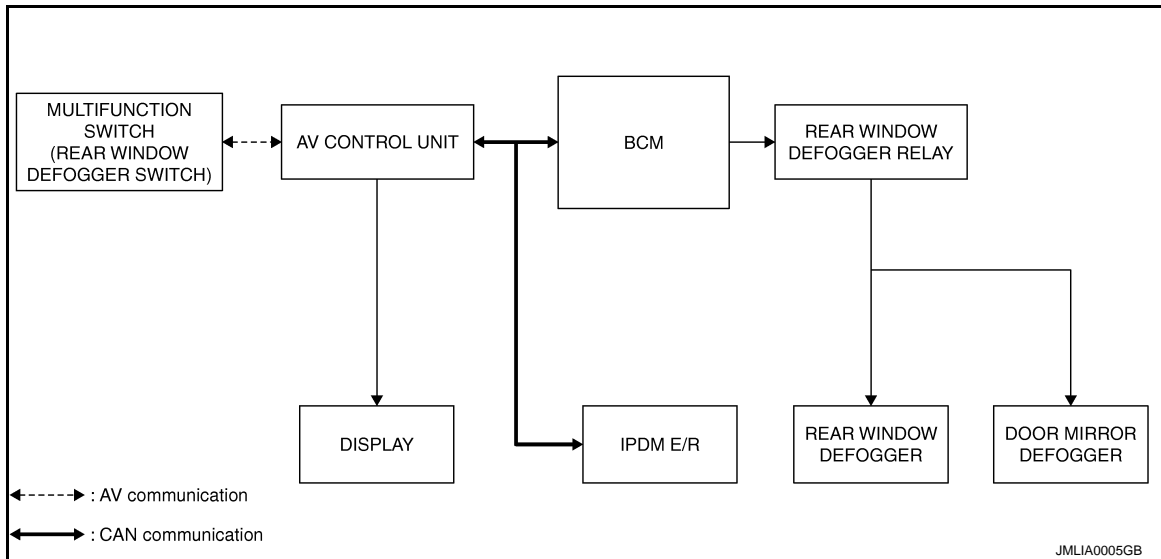 MULTIFUNCTION
SWITCH
(REAR WINDOW
DEFOGGER SWITCH)
AV CONTROL UNIT
BCM
REAR WINDOW
DEFOGGER RELAY
DISPLAY
IPDM E/R
REAR WINDOW
DEFOGGER
DOOR MIRROR
DEFOGGER
: AV communication
: CAN communication
JMLIA0005GB